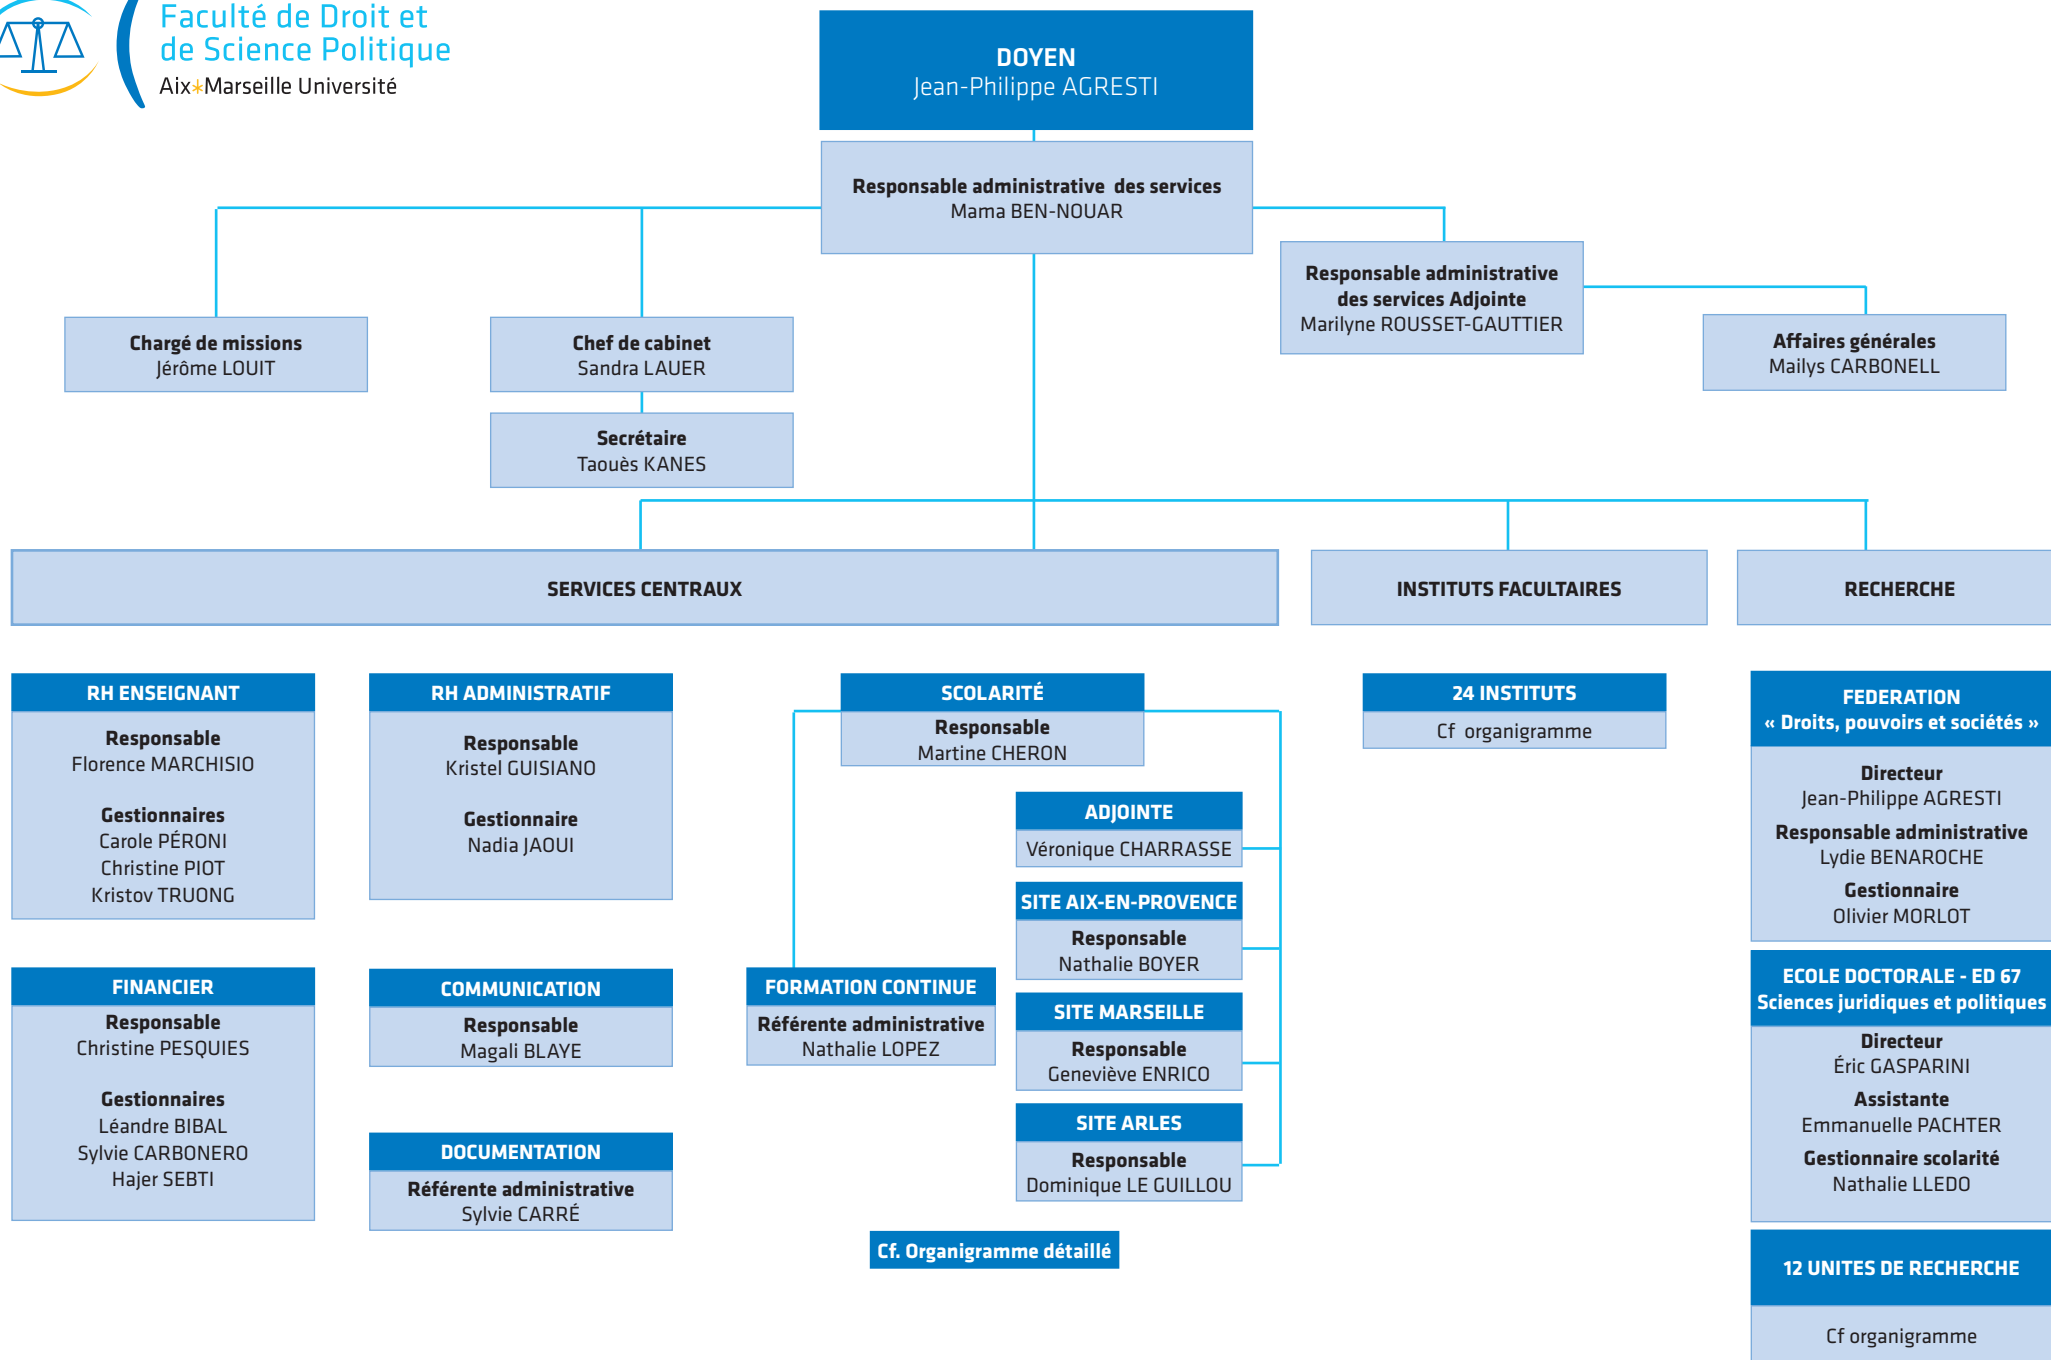 Faculté de Droit et
de Science Politique
Aix*Marseille Université
DOYEN
Jean-Philippe AGRESTI
Responsable administrative des services
Mama BEN-NOUAR
Responsable administrative
des services Adjointe
Marilyne ROUSSET-GAUTTIER
Chargé de missions
Jérôme LOUIT
Chef de cabinet
Sandra LAUER
Affaires générales
Mailys CARBONELL
Secrétaire
Taouès KANES
SERVICES CENTRAUX
INSTITUTS FACULTAIRES
RECHERCHE
RH ENSEIGNANT
Responsable
Florence MARCHISIO
Gestionnaires
Carole PÉRONI
Christine PIOT
Kristov TRUONG
RH ADMINISTRATIF
Responsable
Kristel GUISIANO
Gestionnaire
Nadia JAOUI
SCOLARITÉ
Responsable
Martine CHERON
ADJOINTE
Véronique CHARRASSE
SITE AIX-EN-PROVENCE
Responsable
Nathalie BOYER
SITE MARSEILLE
Responsable
Geneviève ENRICO
SITE ARLES
Responsable
Dominique LE GUILLOU
FORMATION CONTINUE
Référente administrative
Nathalie LOPEZ
Cf. Organigramme détaillé
FINANCIER
Responsable
Christine PESQUIES
Gestionnaires
Léandre BIBAL
Sylvie CARBONERO
Hajer SEBTI
COMMUNICATION
Responsable
Magali BLAYE
DOCUMENTATION
Référente administrative
Sylvie CARRÉ
24 INSTITUTS
Cf organigramme
FEDERATION
« Droits, pouvoirs et sociétés »
Directeur
Jean-Philippe AGRESTI
Responsable administrative
Lydie BENAROCHE
Gestionnaire
Olivier MORLOT
ECOLE DOCTORALE - ED 67
Sciences juridiques et politiques
Directeur
Éric GASPARINI
Assistante
Emmanuelle PACHTER
Gestionnaire scolarité
Nathalie LLEDO
12 UNITES DE RECHERCHE
Cf organigramme